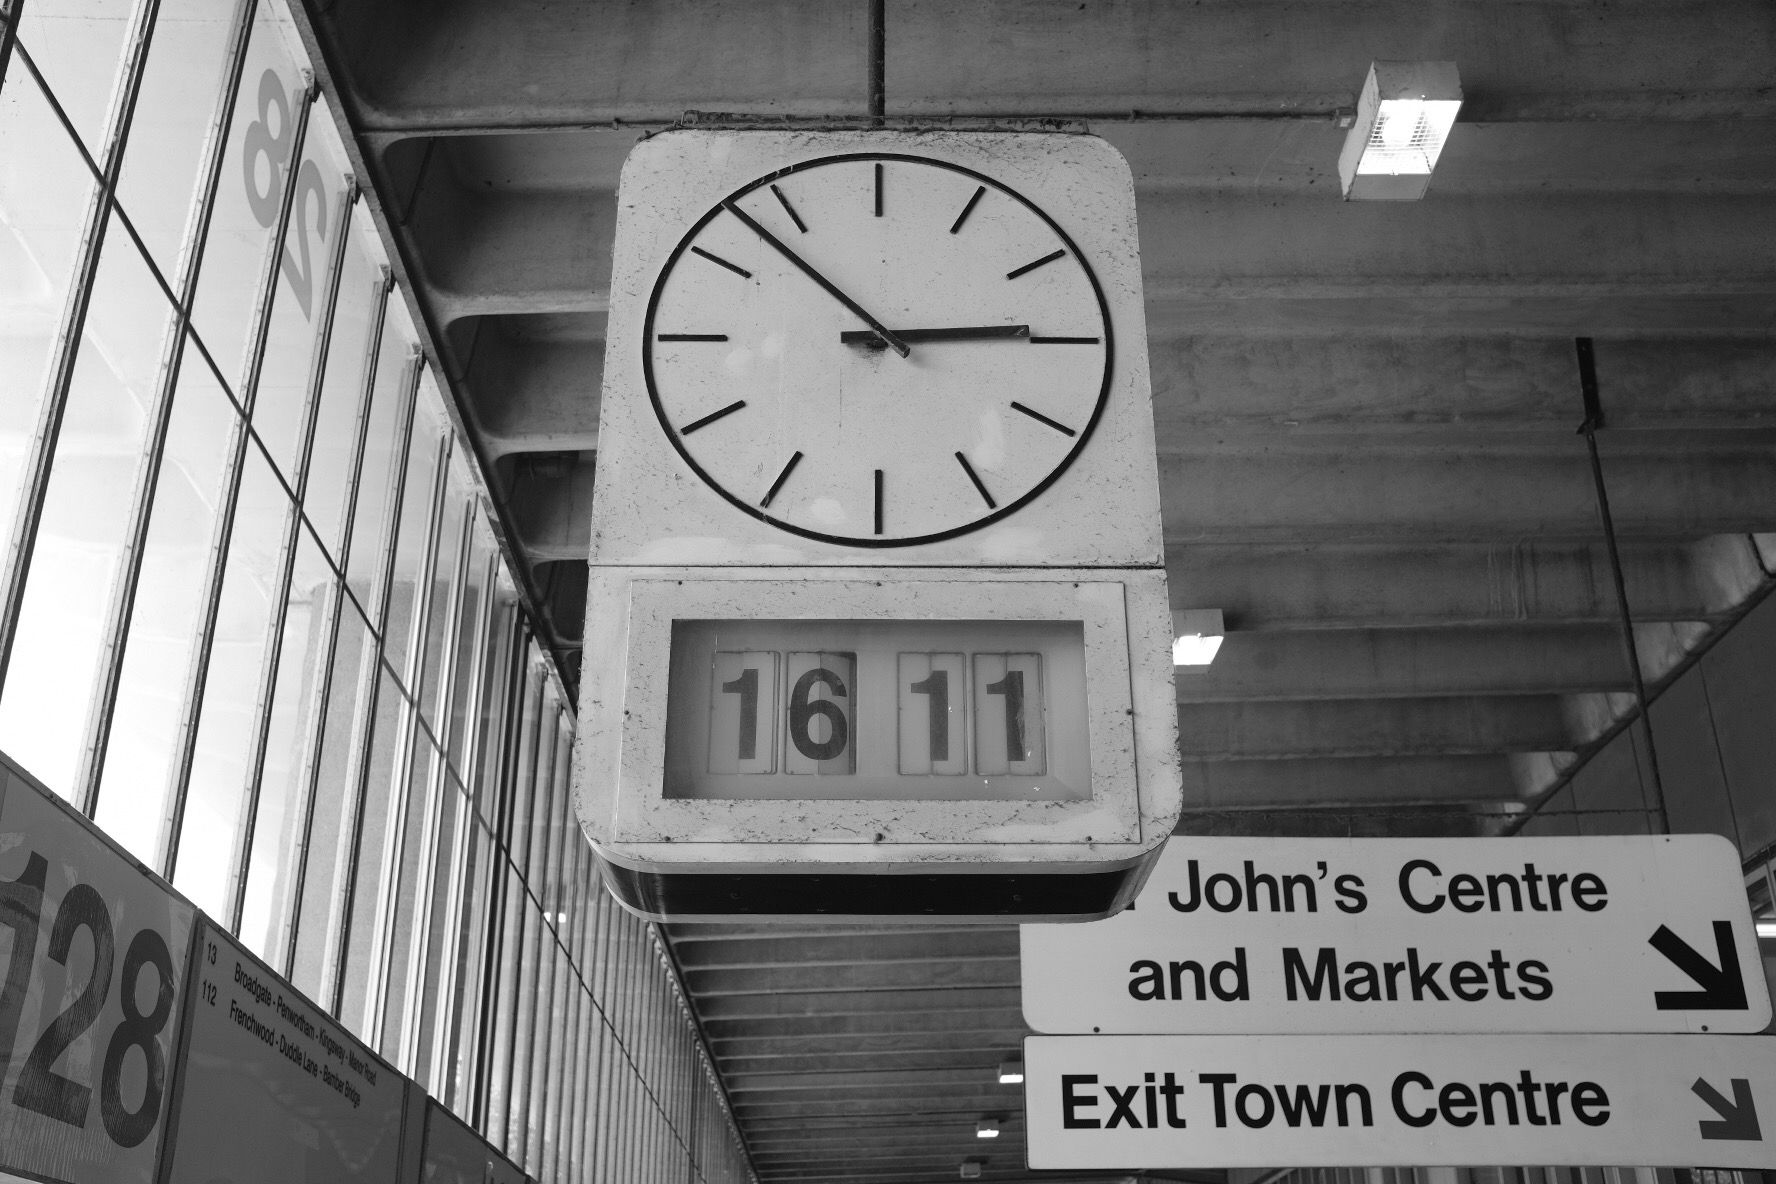 16 11
John's Centre
and Markets
Exit Town Centre
128
13 Broadgate - Penwortham - Kingsway - Manor Road
112 Frenchwood - Duddle Lane - Bamber Bridge
28